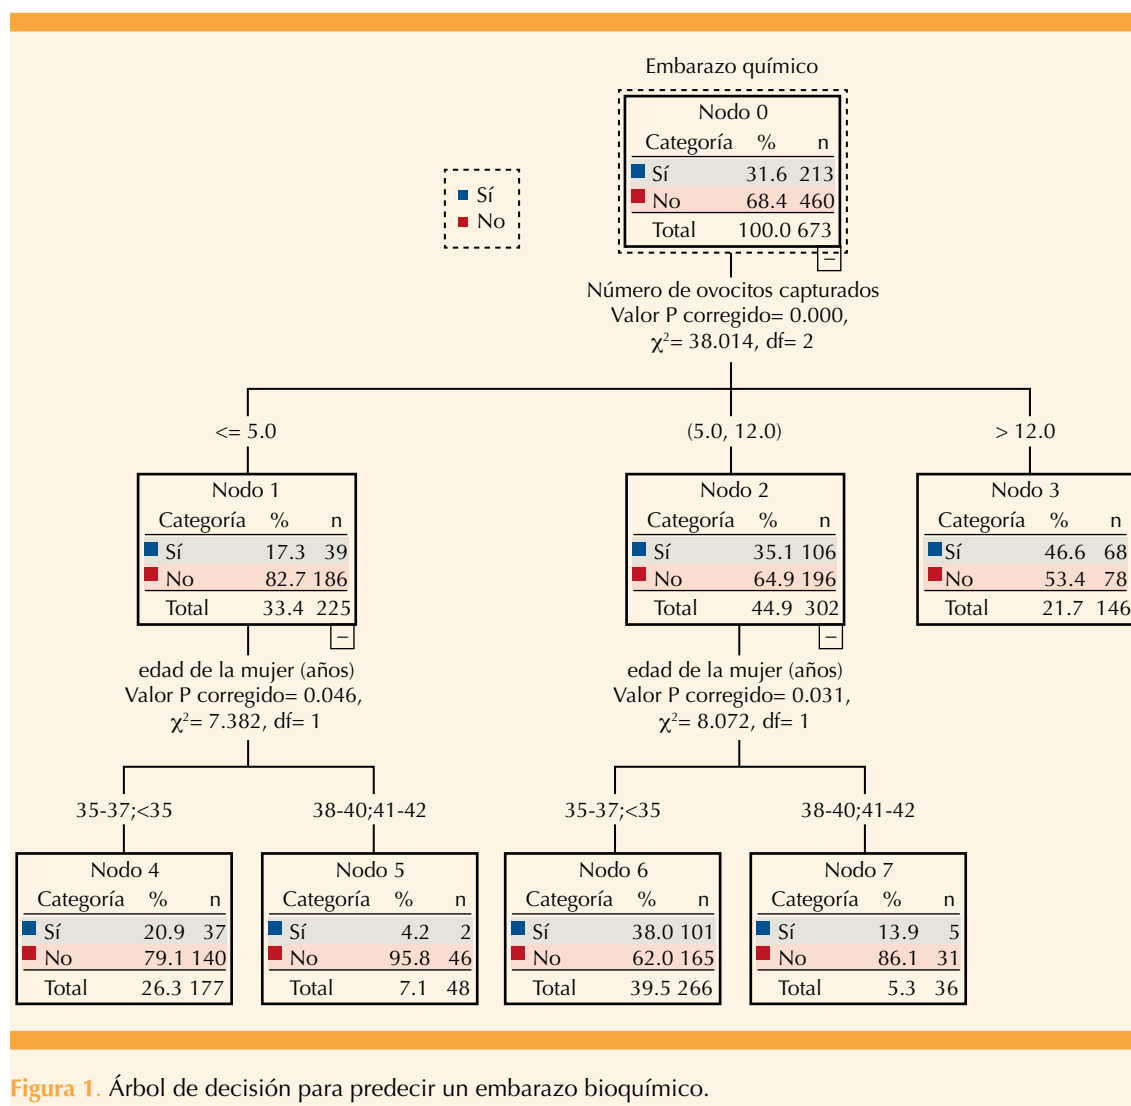 Embarazo químico
Nodo 0
Categoría % n
Sí 31.6 213
No 68.4 460
Total 100.0 673
Sí
No
−
Número de ovocitos capturados
Valor P corregido= 0.000,
χ²= 38.014, df= 2
<= 5.0
(5.0, 12.0)
> 12.0
Nodo 1
Categoría % n
Sí 17.3 39
No 82.7 186
Total 33.4 225
−
Nodo 2
Categoría % n
Sí 35.1 106
No 64.9 196
Total 44.9 302
−
Nodo 3
Categoría % n
Sí 46.6 68
No 53.4 78
Total 21.7 146
edad de la mujer (años)
Valor P corregido= 0.046,
χ²= 7.382, df= 1
edad de la mujer (años)
Valor P corregido= 0.031,
χ²= 8.072, df= 1
35-37;<35
38-40;41-42
35-37;<35
38-40;41-42
Nodo 4
Categoría % n
Sí 20.9 37
No 79.1 140
Total 26.3 177
Nodo 5
Categoría % n
Sí 4.2 2
No 95.8 46
Total 7.1 48
Nodo 6
Categoría % n
Sí 38.0 101
No 62.0 165
Total 39.5 266
Nodo 7
Categoría % n
Sí 13.9 5
No 86.1 31
Total 5.3 36
Figura 1. Árbol de decisión para predecir un embarazo bioquímico.